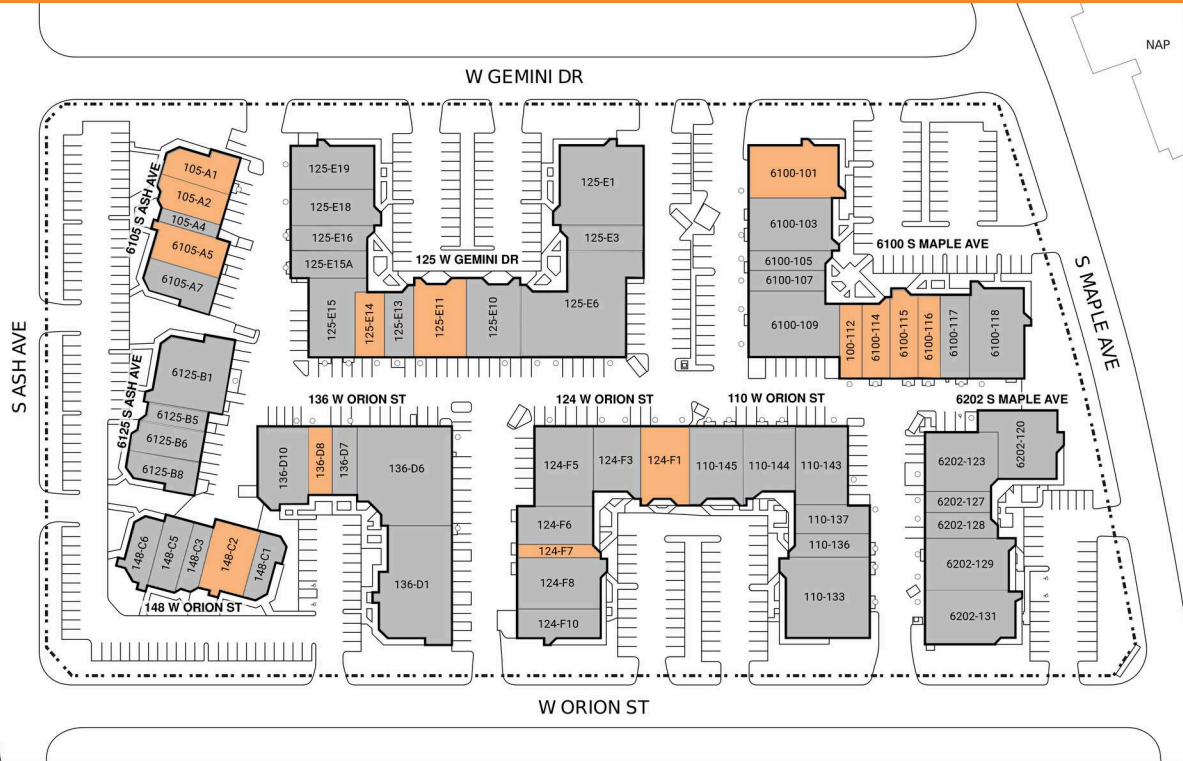 NAP
W GEMINI DR
S ASH AVE
S MAPLE AVE
6105 S ASH AVE
105-A1
105-A2
105-A4
6105-A5
6105-A7
125 W GEMINI DR
125-E19
125-E18
125-E16
125-E15A
125-E15
125-E14
125-E13
125-E11
125-E10
125-E6
125-E3
125-E1
6100 S MAPLE AVE
6100-101
6100-103
6100-105
6100-107
6100-109
100-112
6100-114
6100-115
6100-116
6100-117
6100-118
6125 S ASH AVE
6125-B1
6125-B5
6125-B6
6125-B8
136 W ORION ST
136-D10
136-D8
136-D7
136-D6
136-D1
124 W ORION ST
124-F5
124-F3
124-F1
124-F6
124-F7
124-F8
124-F10
110 W ORION ST
110-145
110-144
110-143
110-137
110-136
110-133
6202 S MAPLE AVE
6202-120
6202-123
6202-127
6202-128
6202-129
6202-131
148-C6
148-C5
148-C3
148-C2
148-C1
148 W ORION ST
W ORION ST